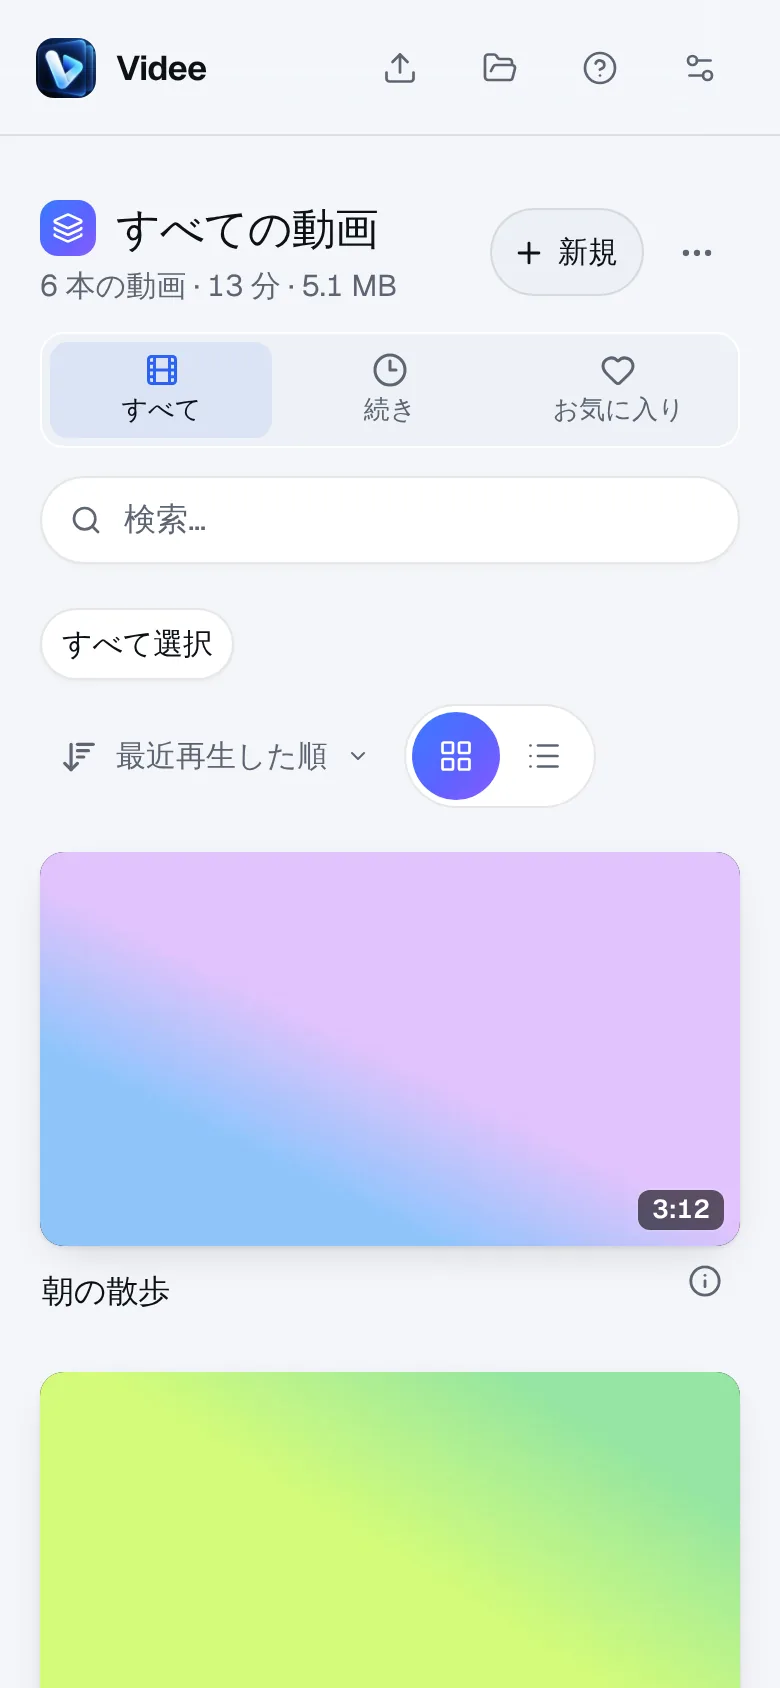 Videe
すべての動画
6 本の動画 · 13 分 · 5.1 MB
新規
すべて
続き
お気に入り
検索...
すべて選択
最近再生した順
3:12
朝の散歩